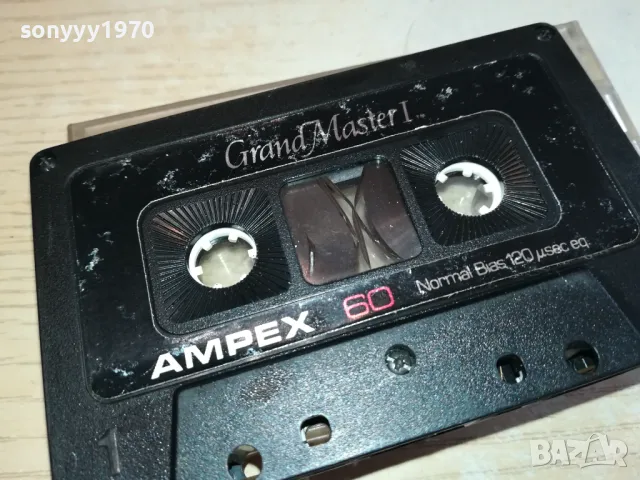 sonyyy1970
Grand Master I
AMPEX 60 Normal Bias 120 µsec eq.
1
BAZAR
bg